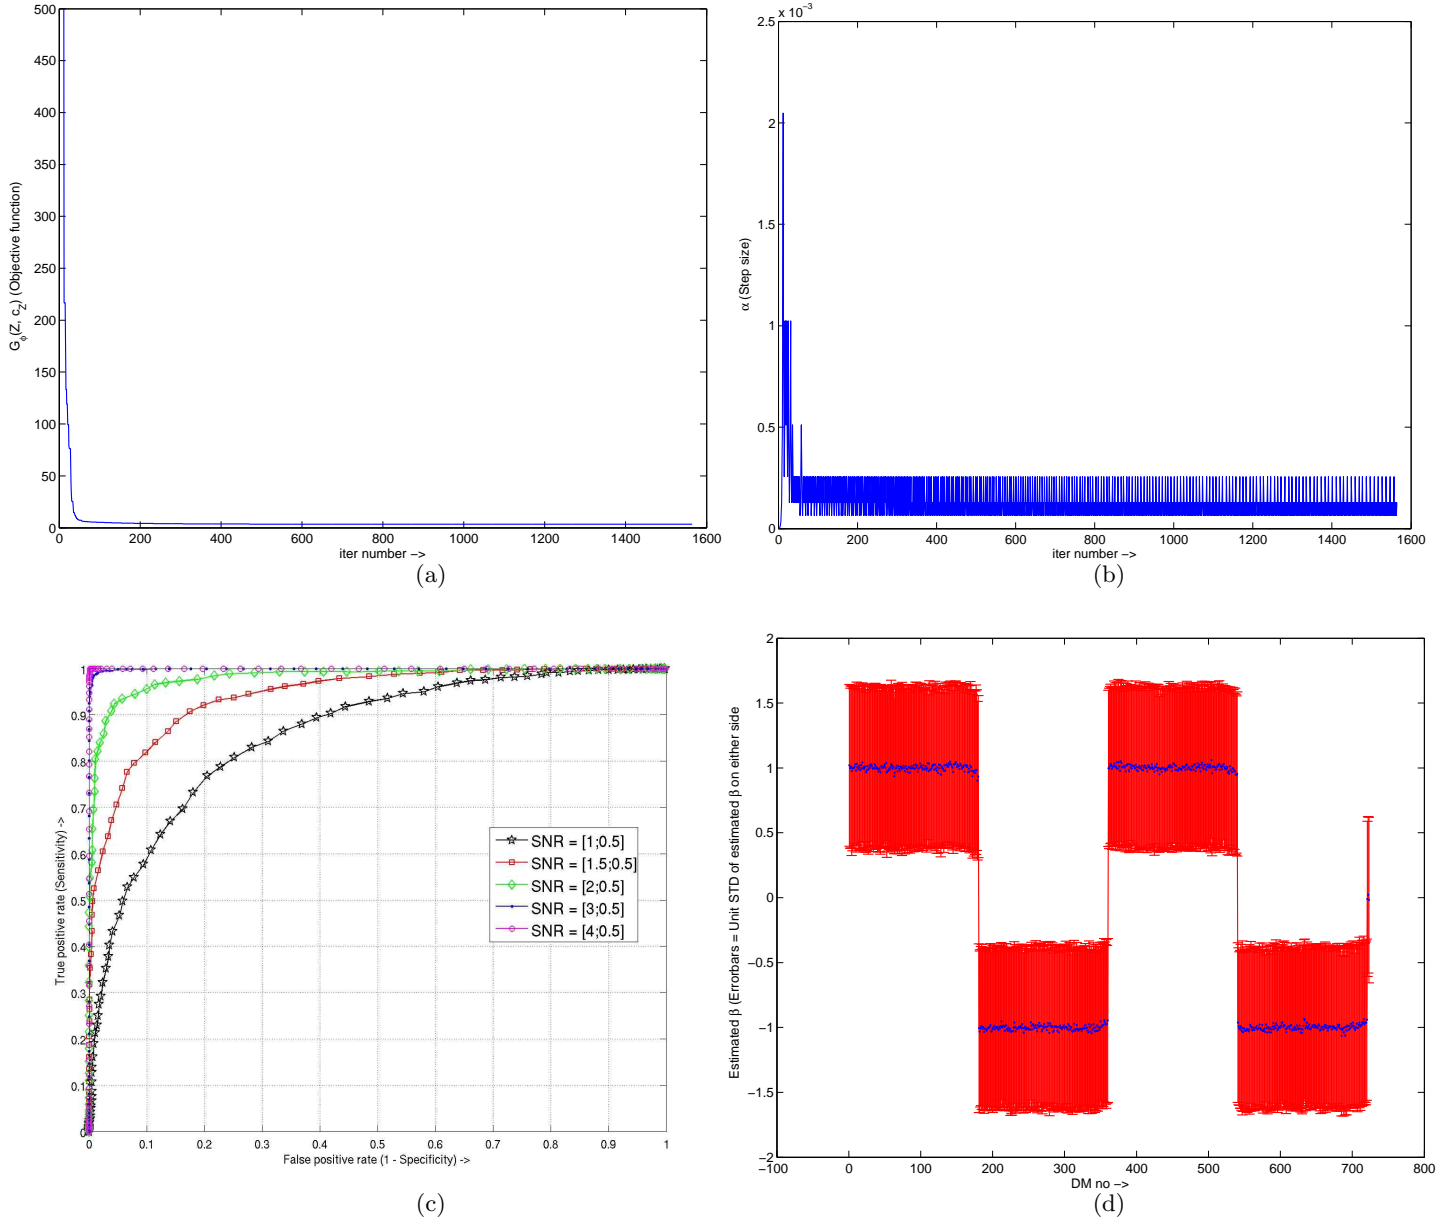 500
450
400
350
300
250
200
150
100
50
0
G_ϕ(Z, c_Z) (Objective function)
0 200 400 600 800 1000 1200 1400 1600
iter number −>
(a)
x 10^−3
2.5
2
1.5
1
0.5
0
α (Step size)
0 200 400 600 800 1000 1200 1400 1600
iter number −>
(b)
1
0.9
0.8
0.7
0.6
0.5
0.4
0.3
0.2
0.1
0
True positive rate (Sensitivity) ->
SNR = [1;0.5]
SNR = [1.5;0.5]
SNR = [2;0.5]
SNR = [3;0.5]
SNR = [4;0.5]
0 0.1 0.2 0.3 0.4 0.5 0.6 0.7 0.8 0.9 1
False positive rate (1 - Specificity) ->
(c)
2
1.5
1
0.5
0
−0.5
−1
−1.5
−2
Estimated β (Errorbars = Unit STD of estimated β on either side
−100 0 100 200 300 400 500 600 700 800
DM no −>
(d)